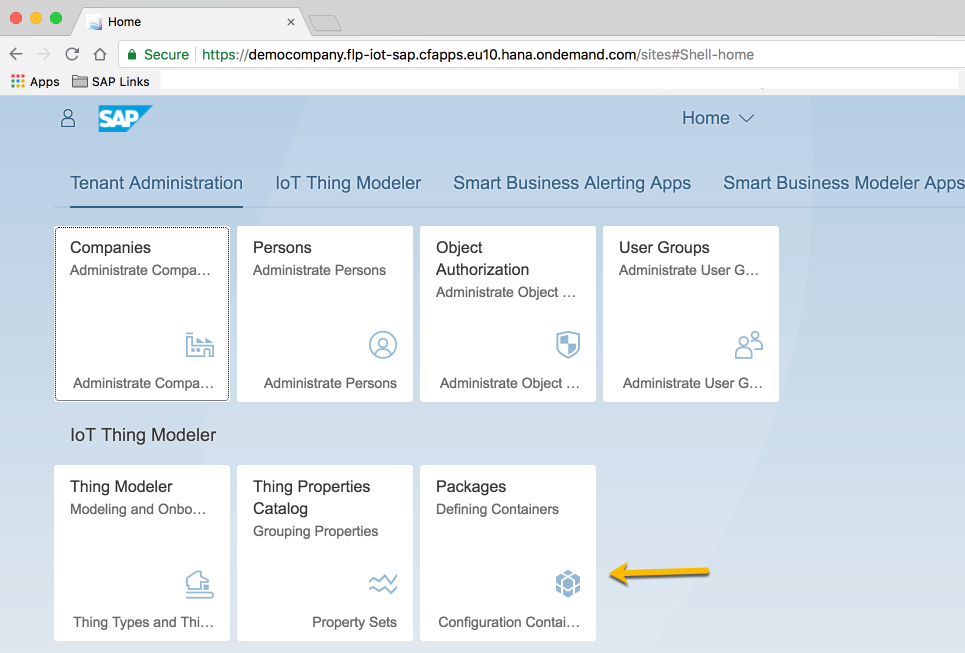 Home
Secure
https://democompany.flp-iot-sap.cfapps.eu10.hana.ondemand.com/sites#Shell-home
Apps
SAP Links
SAP
Home
Tenant Administration
IoT Thing Modeler
Smart Business Alerting Apps
Smart Business Modeler Apps
Companies
Administrate Compa...
Administrate Compa...
Persons
Administrate Persons
Administrate Persons
Object
Authorization
Administrate Object ...
Administrate Object ...
User Groups
Administrate User G...
Administrate User G...
IoT Thing Modeler
Thing Modeler
Modeling and Onbo...
Thing Types and Thi...
Thing Properties
Catalog
Grouping Properties
Property Sets
Packages
Defining Containers
Configuration Contai...